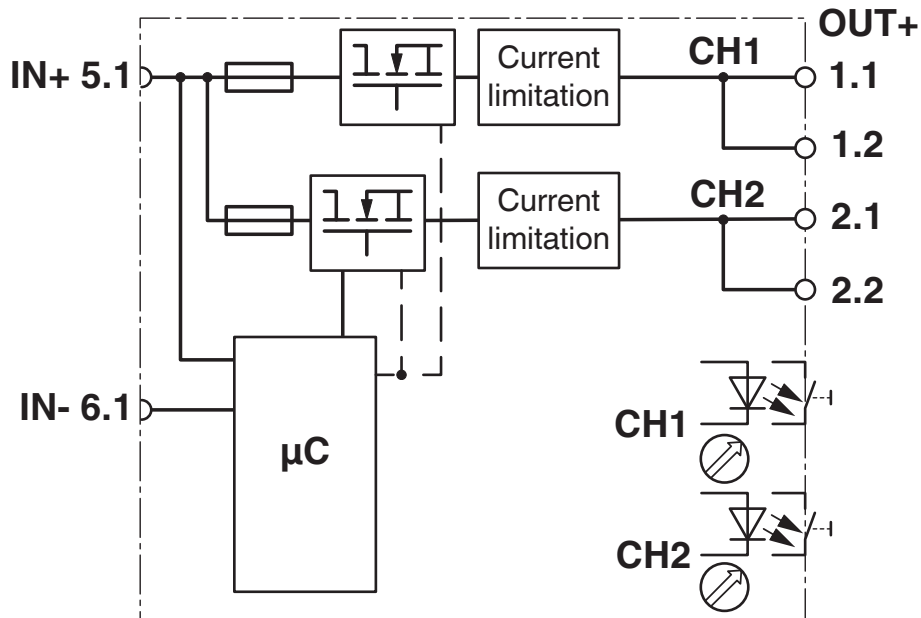 OUT+
IN+ 5.1
Current
limitation
CH1
1.1
1.2
Current
limitation
CH2
2.1
2.2
IN- 6.1
µC
CH1
CH2